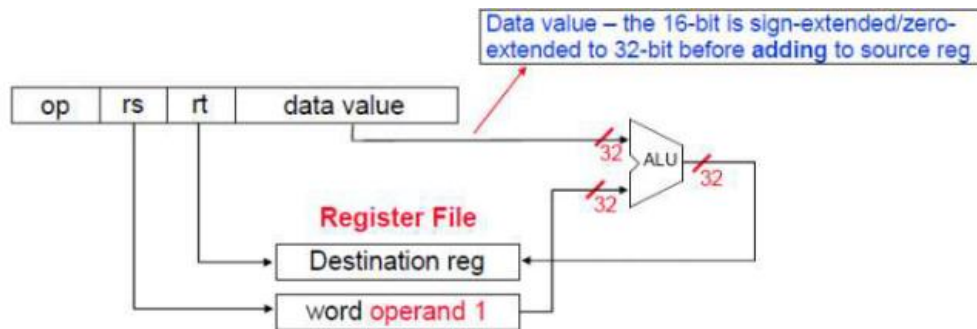 Data value – the 16-bit is sign-extended/zero-
extended to 32-bit before adding to source reg
op rs rt data value
32
ALU
32
32
Register File
Destination reg
word operand 1